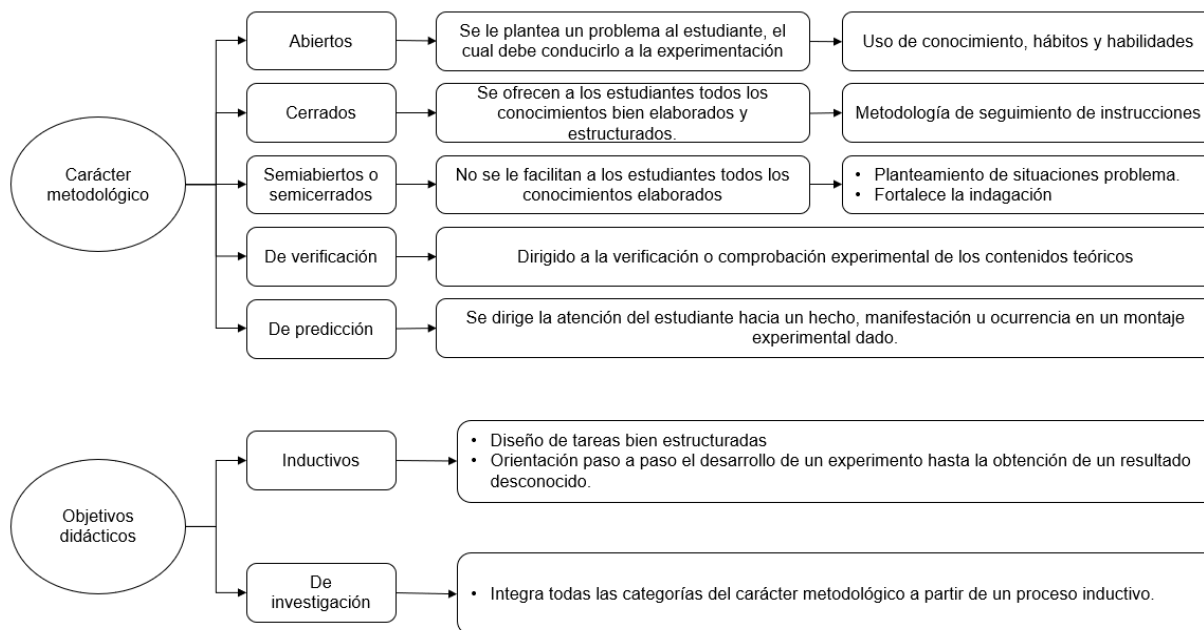 Carácter
metodológico
Abiertos
Se le plantea un problema al estudiante, el
cual debe conducirlo a la experimentación
Uso de conocimiento, hábitos y habilidades
Cerrados
Se ofrecen a los estudiantes todos los
conocimientos bien elaborados y
estructurados.
Metodología de seguimiento de instrucciones
Semiabiertos o
semicerrados
No se le facilitan a los estudiantes todos los
conocimientos elaborados
• Planteamiento de situaciones problema.
• Fortalece la indagación
De verificación
Dirigido a la verificación o comprobación experimental de los contenidos teóricos
De predicción
Se dirige la atención del estudiante hacia un hecho, manifestación u ocurrencia en un montaje
experimental dado.
Objetivos
didácticos
Inductivos
• Diseño de tareas bien estructuradas
• Orientación paso a paso el desarrollo de un experimento hasta la obtención de un resultado
desconocido.
De
investigación
• Integra todas las categorías del carácter metodológico a partir de un proceso inductivo.